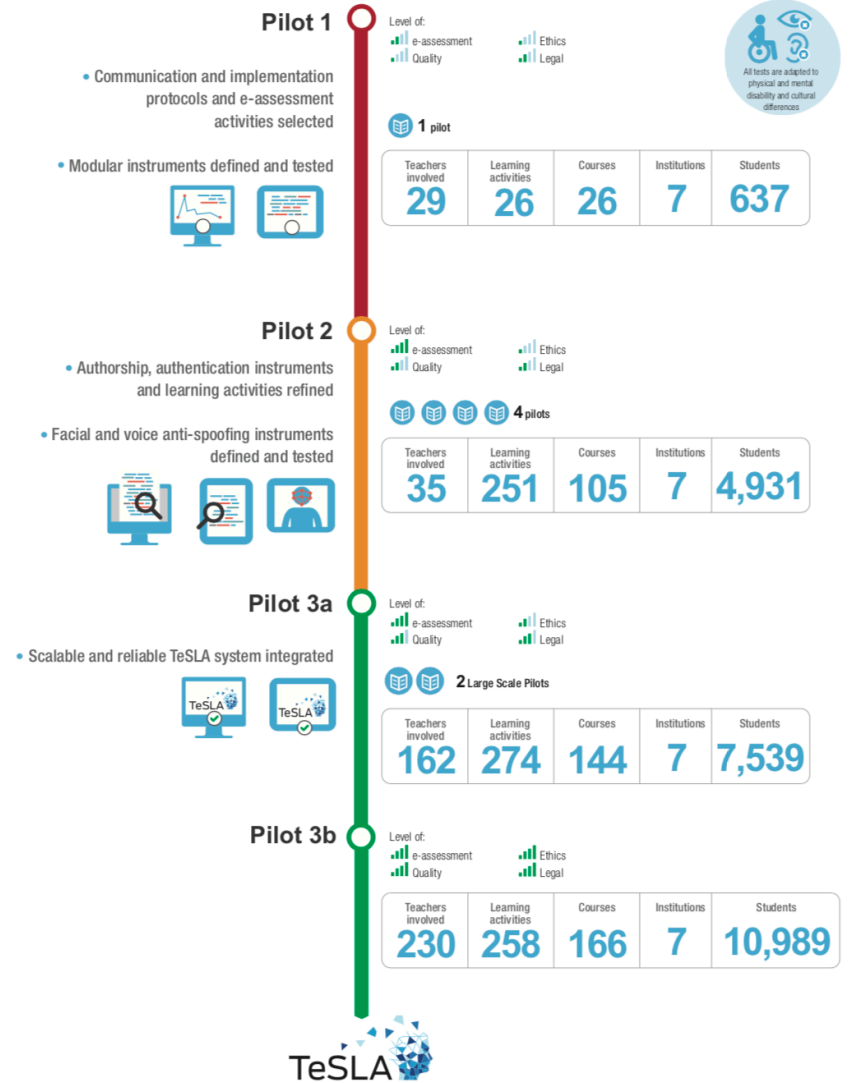 Pilot 1
• Communication and implementation
protocols and e-assessment
activities selected
• Modular instruments defined and tested
Level of:
e-assessment
Ethics
Quality
Legal
All tests are adapted to
physical and mental
disability and cultural
differences
1 pilot
Teachers
involved
29
Learning
activities
26
Courses
26
Institutions
7
Students
637
Pilot 2
• Authorship, authentication instruments
and learning activities refined
• Facial and voice anti-spoofing instruments
defined and tested
Level of:
e-assessment
Ethics
Quality
Legal
4 pilots
Teachers
involved
35
Learning
activities
251
Courses
105
Institutions
7
Students
4,931
Pilot 3a
• Scalable and reliable TeSLA system integrated
TeSLA
TeSLA
Level of:
e-assessment
Ethics
Quality
Legal
2 Large Scale Pilots
Teachers
involved
162
Learning
activities
274
Courses
144
Institutions
7
Students
7,539
Pilot 3b
Level of:
e-assessment
Ethics
Quality
Legal
Teachers
involved
230
Learning
activities
258
Courses
166
Institutions
7
Students
10,989
TeSLA